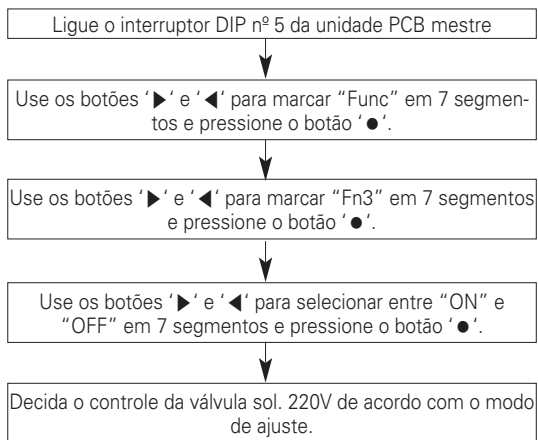 Ligue o interruptor DIP nº 5 da unidade PCB mestre
Use os botões ‘▶‘ e ‘◀‘ para marcar “Func” em 7 segmen-
tos e pressione o botão ‘●‘.
Use os botões ‘▶‘ e ‘◀‘ para marcar “Fn3” em 7 segmentos
e pressione o botão ‘●‘.
Use os botões ‘▶‘ e ‘◀‘ para selecionar entre “ON” e
“OFF” em 7 segmentos e pressione o botão ‘●‘.
Decida o controle da válvula sol. 220V de acordo com o modo
de ajuste.